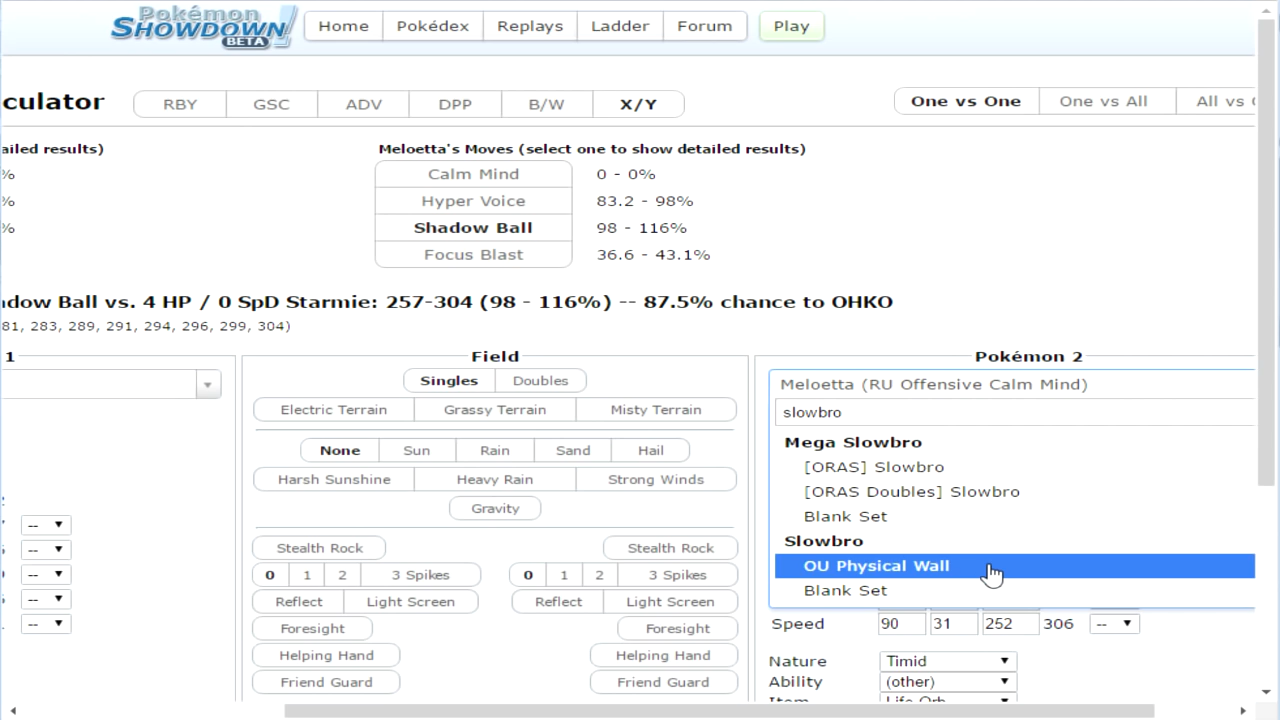 Pokémon
SHOWDOWN!
BETA
Home Pokédex Replays Ladder Forum Play
culator RBY GSC ADV DPP B/W X/Y One vs One One vs All All vs
ailed results) Meloetta's Moves (select one to show detailed results)
% Calm Mind 0 - 0%
% Hyper Voice 83.2 - 98%
% Shadow Ball 98 - 116%
Focus Blast 36.6 - 43.1%
dow Ball vs. 4 HP / 0 SpD Starmie: 257-304 (98 - 116%) -- 87.5% chance to OHKO
81, 283, 289, 291, 294, 296, 299, 304)
1 Field Pokémon 2
Singles Doubles Meloetta (RU Offensive Calm Mind)
Electric Terrain Grassy Terrain Misty Terrain slowbro
Mega Slowbro
None Sun Rain Sand Hail [ORAS] Slowbro
Harsh Sunshine Heavy Rain Strong Winds [ORAS Doubles] Slowbro
Gravity Blank Set
-- Slowbro
-- Stealth Rock Stealth Rock OU Physical Wall
-- 0 1 2 3 Spikes 0 1 2 3 Spikes Blank Set
-- Reflect Light Screen Reflect Light Screen
-- Foresight Foresight Speed 90 31 252 306 --
Helping Hand Helping Hand Nature Timid
Friend Guard Friend Guard Ability (other)
Item Life Orb